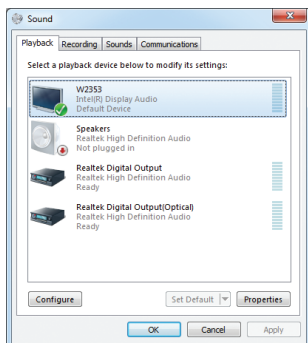 Sound
Playback Recording Sounds Communications
Select a playback device below to modify its settings:
W2353
Intel(R) Display Audio
Default Device
Speakers
Realtek High Definition Audio
Not plugged in
Realtek Digital Output
Realtek High Definition Audio
Ready
Realtek Digital Output(Optical)
Realtek High Definition Audio
Ready
Configure Set Default Properties
OK Cancel Apply